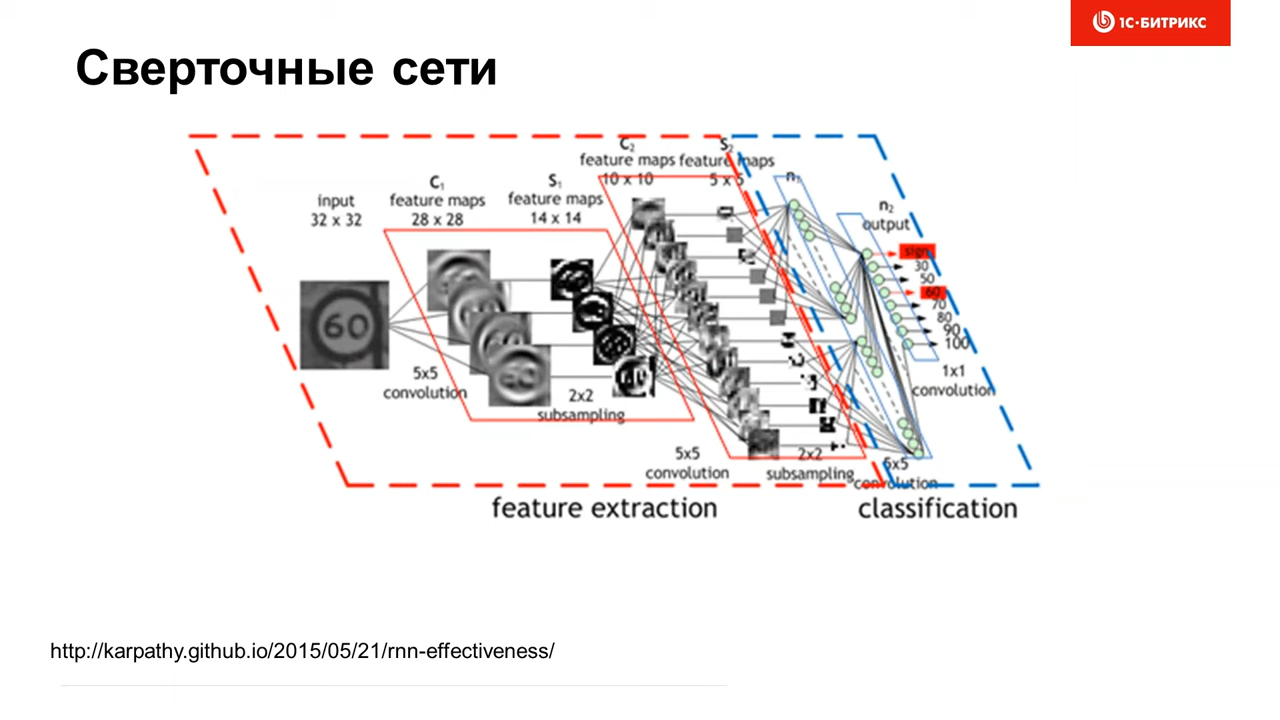 1С-БИТРИКС
Сверточные сети
input
32 x 32
C1
feature maps
28 x 28
S1
feature maps
14 x 14
C2
feature maps
10 x 10
S2
feature maps
5 x 5
n1
n2
output
sign
30
50
60
70
80
90
100
60
5x5
convolution
2x2
subsampling
5x5
convolution
2x2
subsampling
convolution
1x1
convolution
feature extraction
classification
http://karpathy.github.io/2015/05/21/rnn-effectiveness/